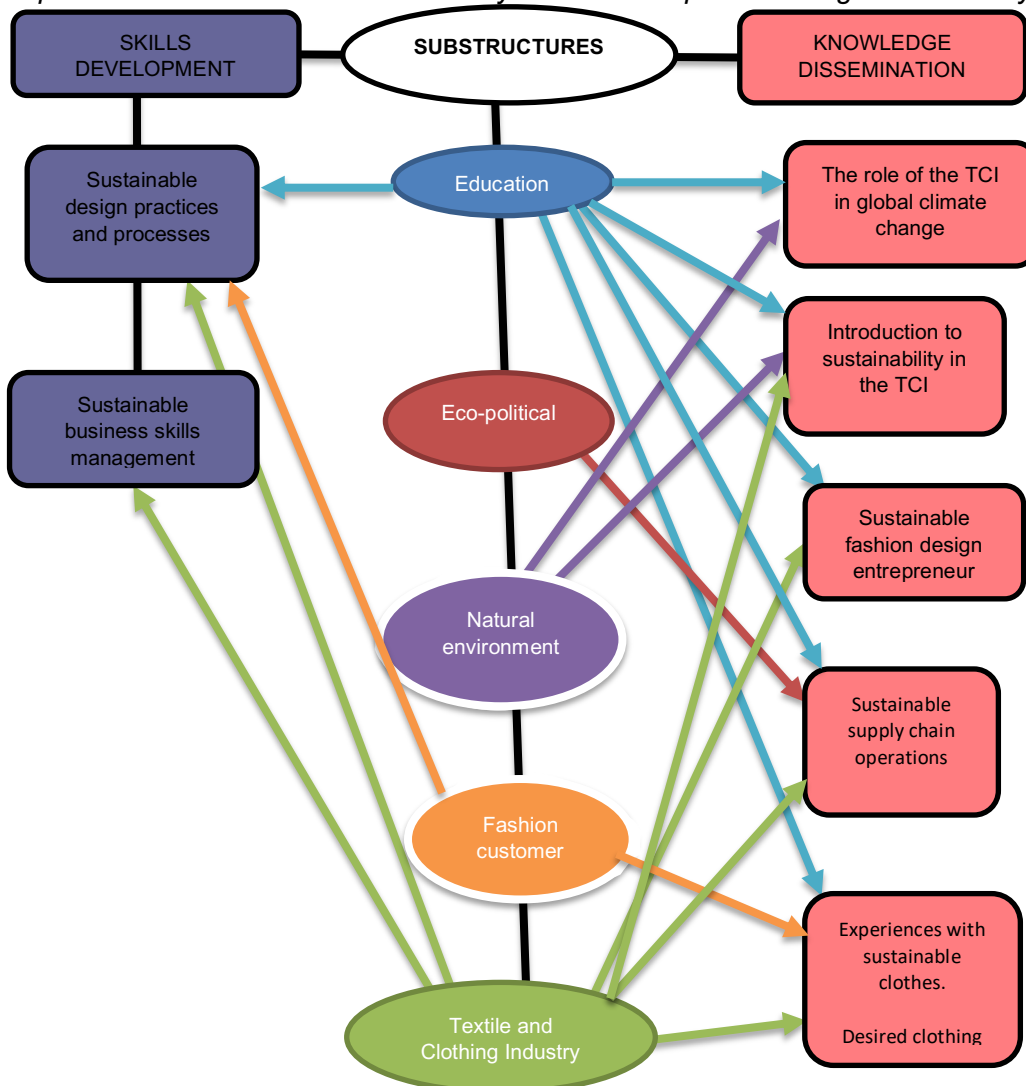 SKILLS
DEVELOPMENT
SUBSTRUCTURES
KNOWLEDGE
DISSEMINATION
Sustainable
design practices
and processes
Education
The role of the TCI
in global climate
change
Introduction to
sustainability in
the TCI
Sustainable
business skills
management
Eco-political
Sustainable
fashion design
entrepreneur
Natural
environment
Sustainable
supply chain
operations
Fashion
customer
Experiences with
sustainable
clothes.
Desired clothing
Textile and
Clothing Industry